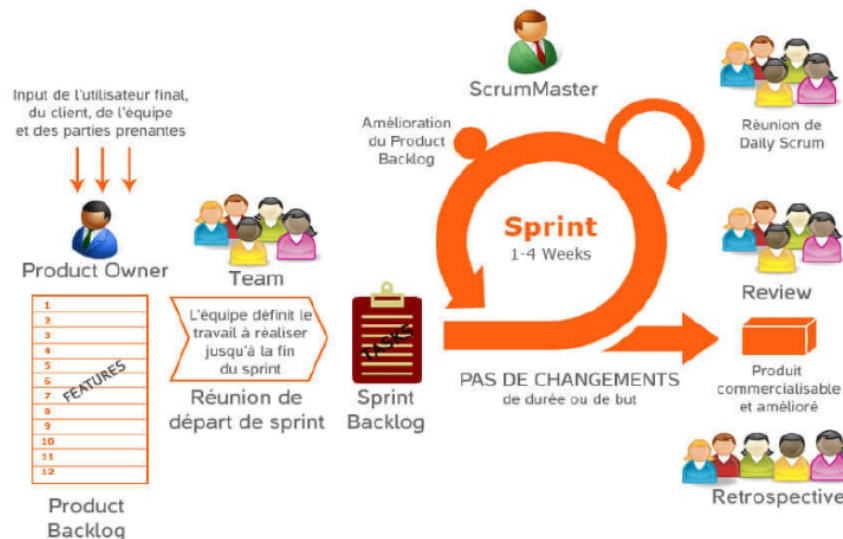 Input de l'utilisateur final,
du client, de l'équipe
et des parties prenantes
Product Owner
1
2
3
4
5
6
7
8
9
10
11
12
FEATURES
Product
Backlog
Team
L'équipe définit le
travail à réaliser
jusqu'à la fin
du sprint
Réunion de
départ de sprint
TASKS
Sprint
Backlog
ScrumMaster
Amélioration
du Product
Backlog
Sprint
1-4 Weeks
PAS DE CHANGEMENTS
de durée ou de but
Réunion de
Daily Scrum
Review
Produit
commercialisable
et amélioré
Retrospective